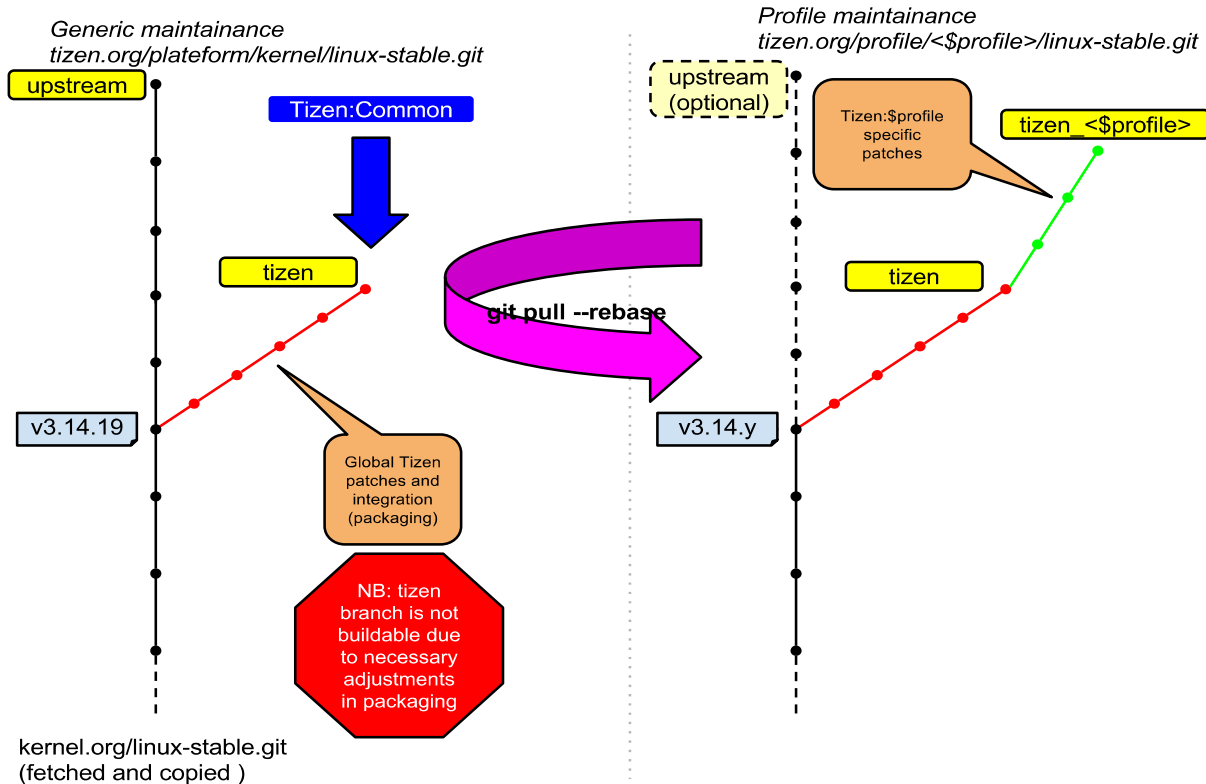 Generic maintainance
tizen.org/plateform/kernel/linux-stable.git
upstream
Tizen:Common
tizen
v3.14.19
Global Tizen
patches and
integration
(packaging)
NB: tizen
branch is not
buildable due
to necessary
adjustments
in packaging
kernel.org/linux-stable.git
(fetched and copied )
git pull --rebase
Profile maintainance
tizen.org/profile/<$profile>/linux-stable.git
upstream
(optional)
Tizen:$profile
specific
patches
tizen_<$profile>
tizen
v3.14.y